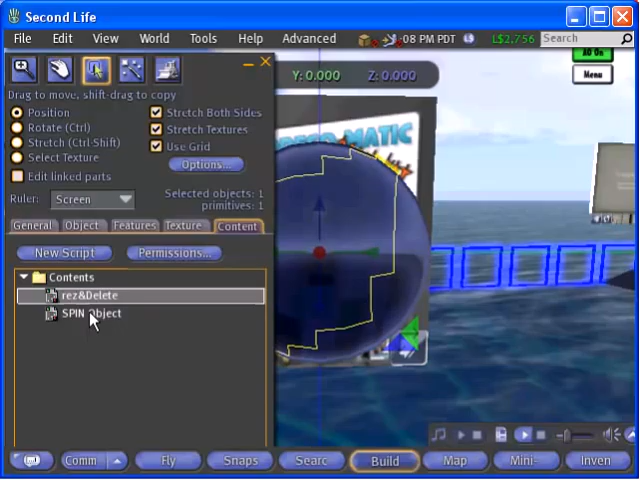 Second Life
File Edit View World Tools Help Advanced :08 PM PDT L$2,756 Search
AO On
Menu
Y: 0.000 Z: 0.000
Drag to move, shift-drag to copy
Position
Rotate (Ctrl)
Stretch (Ctrl Shift)
Select Texture
Edit linked parts
Stretch Both Sides
Stretch Textures
Use Grid
Options...
Ruler: Screen
Selected objects: 1
primitives: 1
General Object Features Texture Content
New Script Permissions...
Contents
rez&Delete
SPIN Object
MATIC
Comm Fly Snaps Searc Build Map Mini- Inven